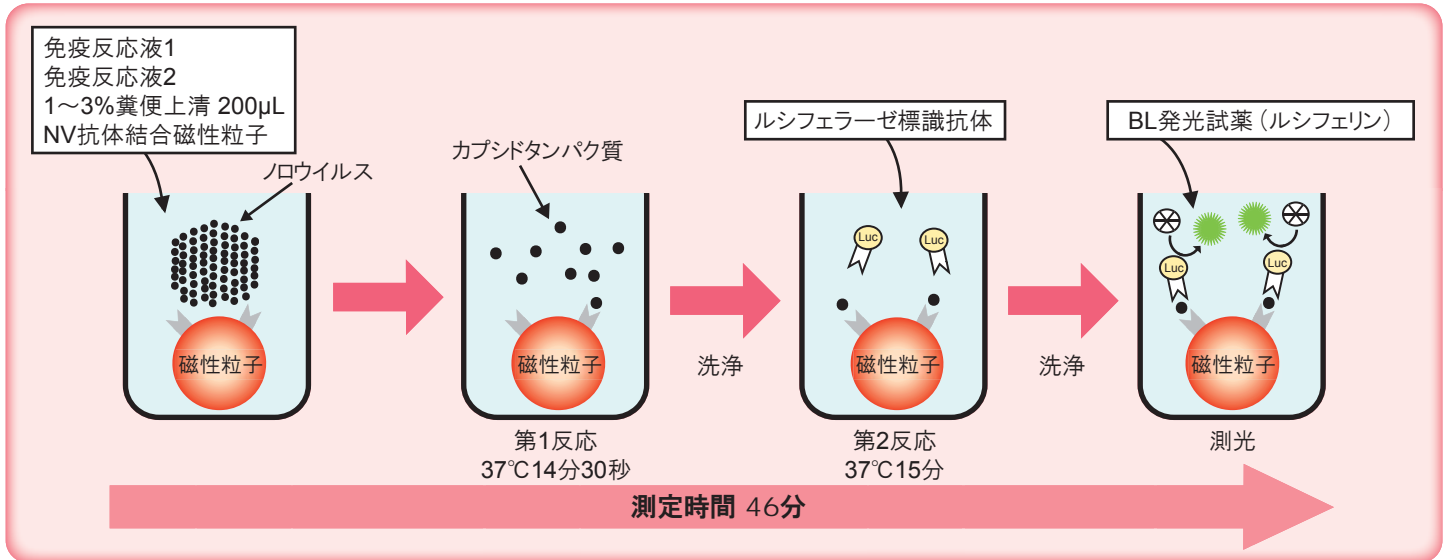 免疫反応液1
免疫反応液2
1～3%糞便上清 200μL
NV抗体結合磁性粒子
ノロウイルス
磁性粒子
カプシドタンパク質
磁性粒子
第1反応
37℃14分30秒
洗浄
ルシフェラーゼ標識抗体
Luc
Luc
磁性粒子
第2反応
37℃15分
洗浄
BL発光試薬（ルシフェリン）
Luc
Luc
磁性粒子
測光
測定時間 46分